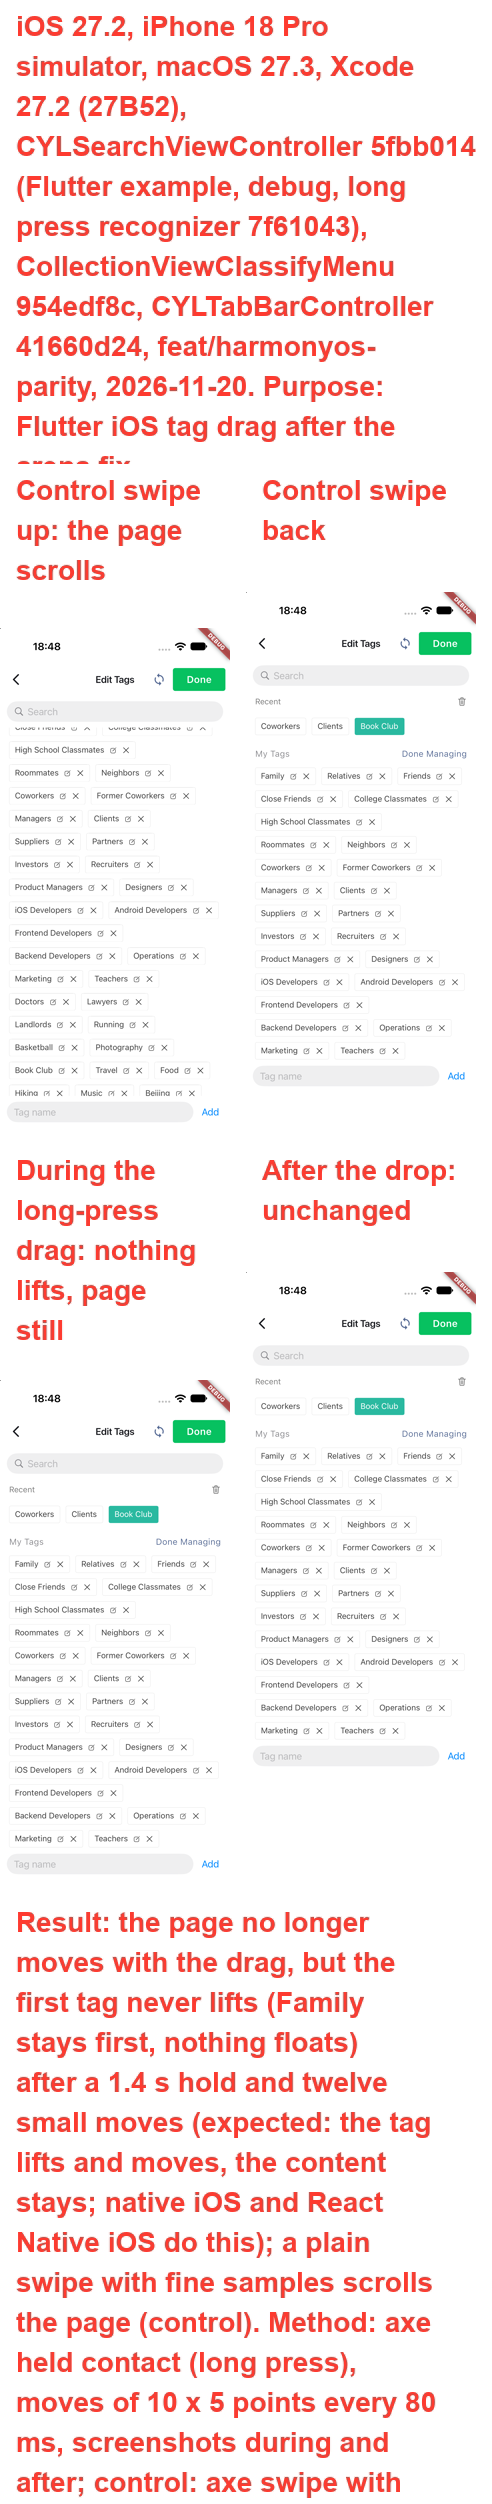 iOS 27.2, iPhone 18 Pro
simulator, macOS 27.3, Xcode
27.2 (27B52),
CYLSearchViewController 5fbb014
(Flutter example, debug, long
press recognizer 7f61043),
CollectionViewClassifyMenu
954edf8c, CYLTabBarController
41660d24, feat/harmonyos-
parity, 2026-11-20. Purpose:
Flutter iOS tag drag after the
arena fix
Control swipe
up: the page
scrolls
18:48
DEBUG
Edit Tags
Done
Search
Close Friends College Classmates
High School Classmates
Roommates Neighbors
Coworkers Former Coworkers
Managers Clients
Suppliers Partners
Investors Recruiters
Product Managers Designers
iOS Developers Android Developers
Frontend Developers
Backend Developers Operations
Marketing Teachers
Doctors Lawyers
Landlords Running
Basketball Photography
Book Club Travel Food
Hiking Music Beijing
Tag name Add
Control swipe
back
18:48
DEBUG
Edit Tags
Done
Search
Recent
Coworkers Clients Book Club
My Tags Done Managing
Family Relatives Friends
Close Friends College Classmates
High School Classmates
Roommates Neighbors
Coworkers Former Coworkers
Managers Clients
Suppliers Partners
Investors Recruiters
Product Managers Designers
iOS Developers Android Developers
Frontend Developers
Backend Developers Operations
Marketing Teachers
Tag name Add
During the
long-press
drag: nothing
lifts, page
still
18:48
DEBUG
Edit Tags
Done
Search
Recent
Coworkers Clients Book Club
My Tags Done Managing
Family Relatives Friends
Close Friends College Classmates
High School Classmates
Roommates Neighbors
Coworkers Former Coworkers
Managers Clients
Suppliers Partners
Investors Recruiters
Product Managers Designers
iOS Developers Android Developers
Frontend Developers
Backend Developers Operations
Marketing Teachers
Tag name Add
After the drop:
unchanged
18:48
DEBUG
Edit Tags
Done
Search
Recent
Coworkers Clients Book Club
My Tags Done Managing
Family Relatives Friends
Close Friends College Classmates
High School Classmates
Roommates Neighbors
Coworkers Former Coworkers
Managers Clients
Suppliers Partners
Investors Recruiters
Product Managers Designers
iOS Developers Android Developers
Frontend Developers
Backend Developers Operations
Marketing Teachers
Tag name Add
Result: the page no longer
moves with the drag, but the
first tag never lifts (Family
stays first, nothing floats)
after a 1.4 s hold and twelve
small moves (expected: the tag
lifts and moves, the content
stays; native iOS and React
Native iOS do this); a plain
swipe with fine samples scrolls
the page (control). Method: axe
held contact (long press),
moves of 10 x 5 points every 80
ms, screenshots during and
after; control: axe swipe with